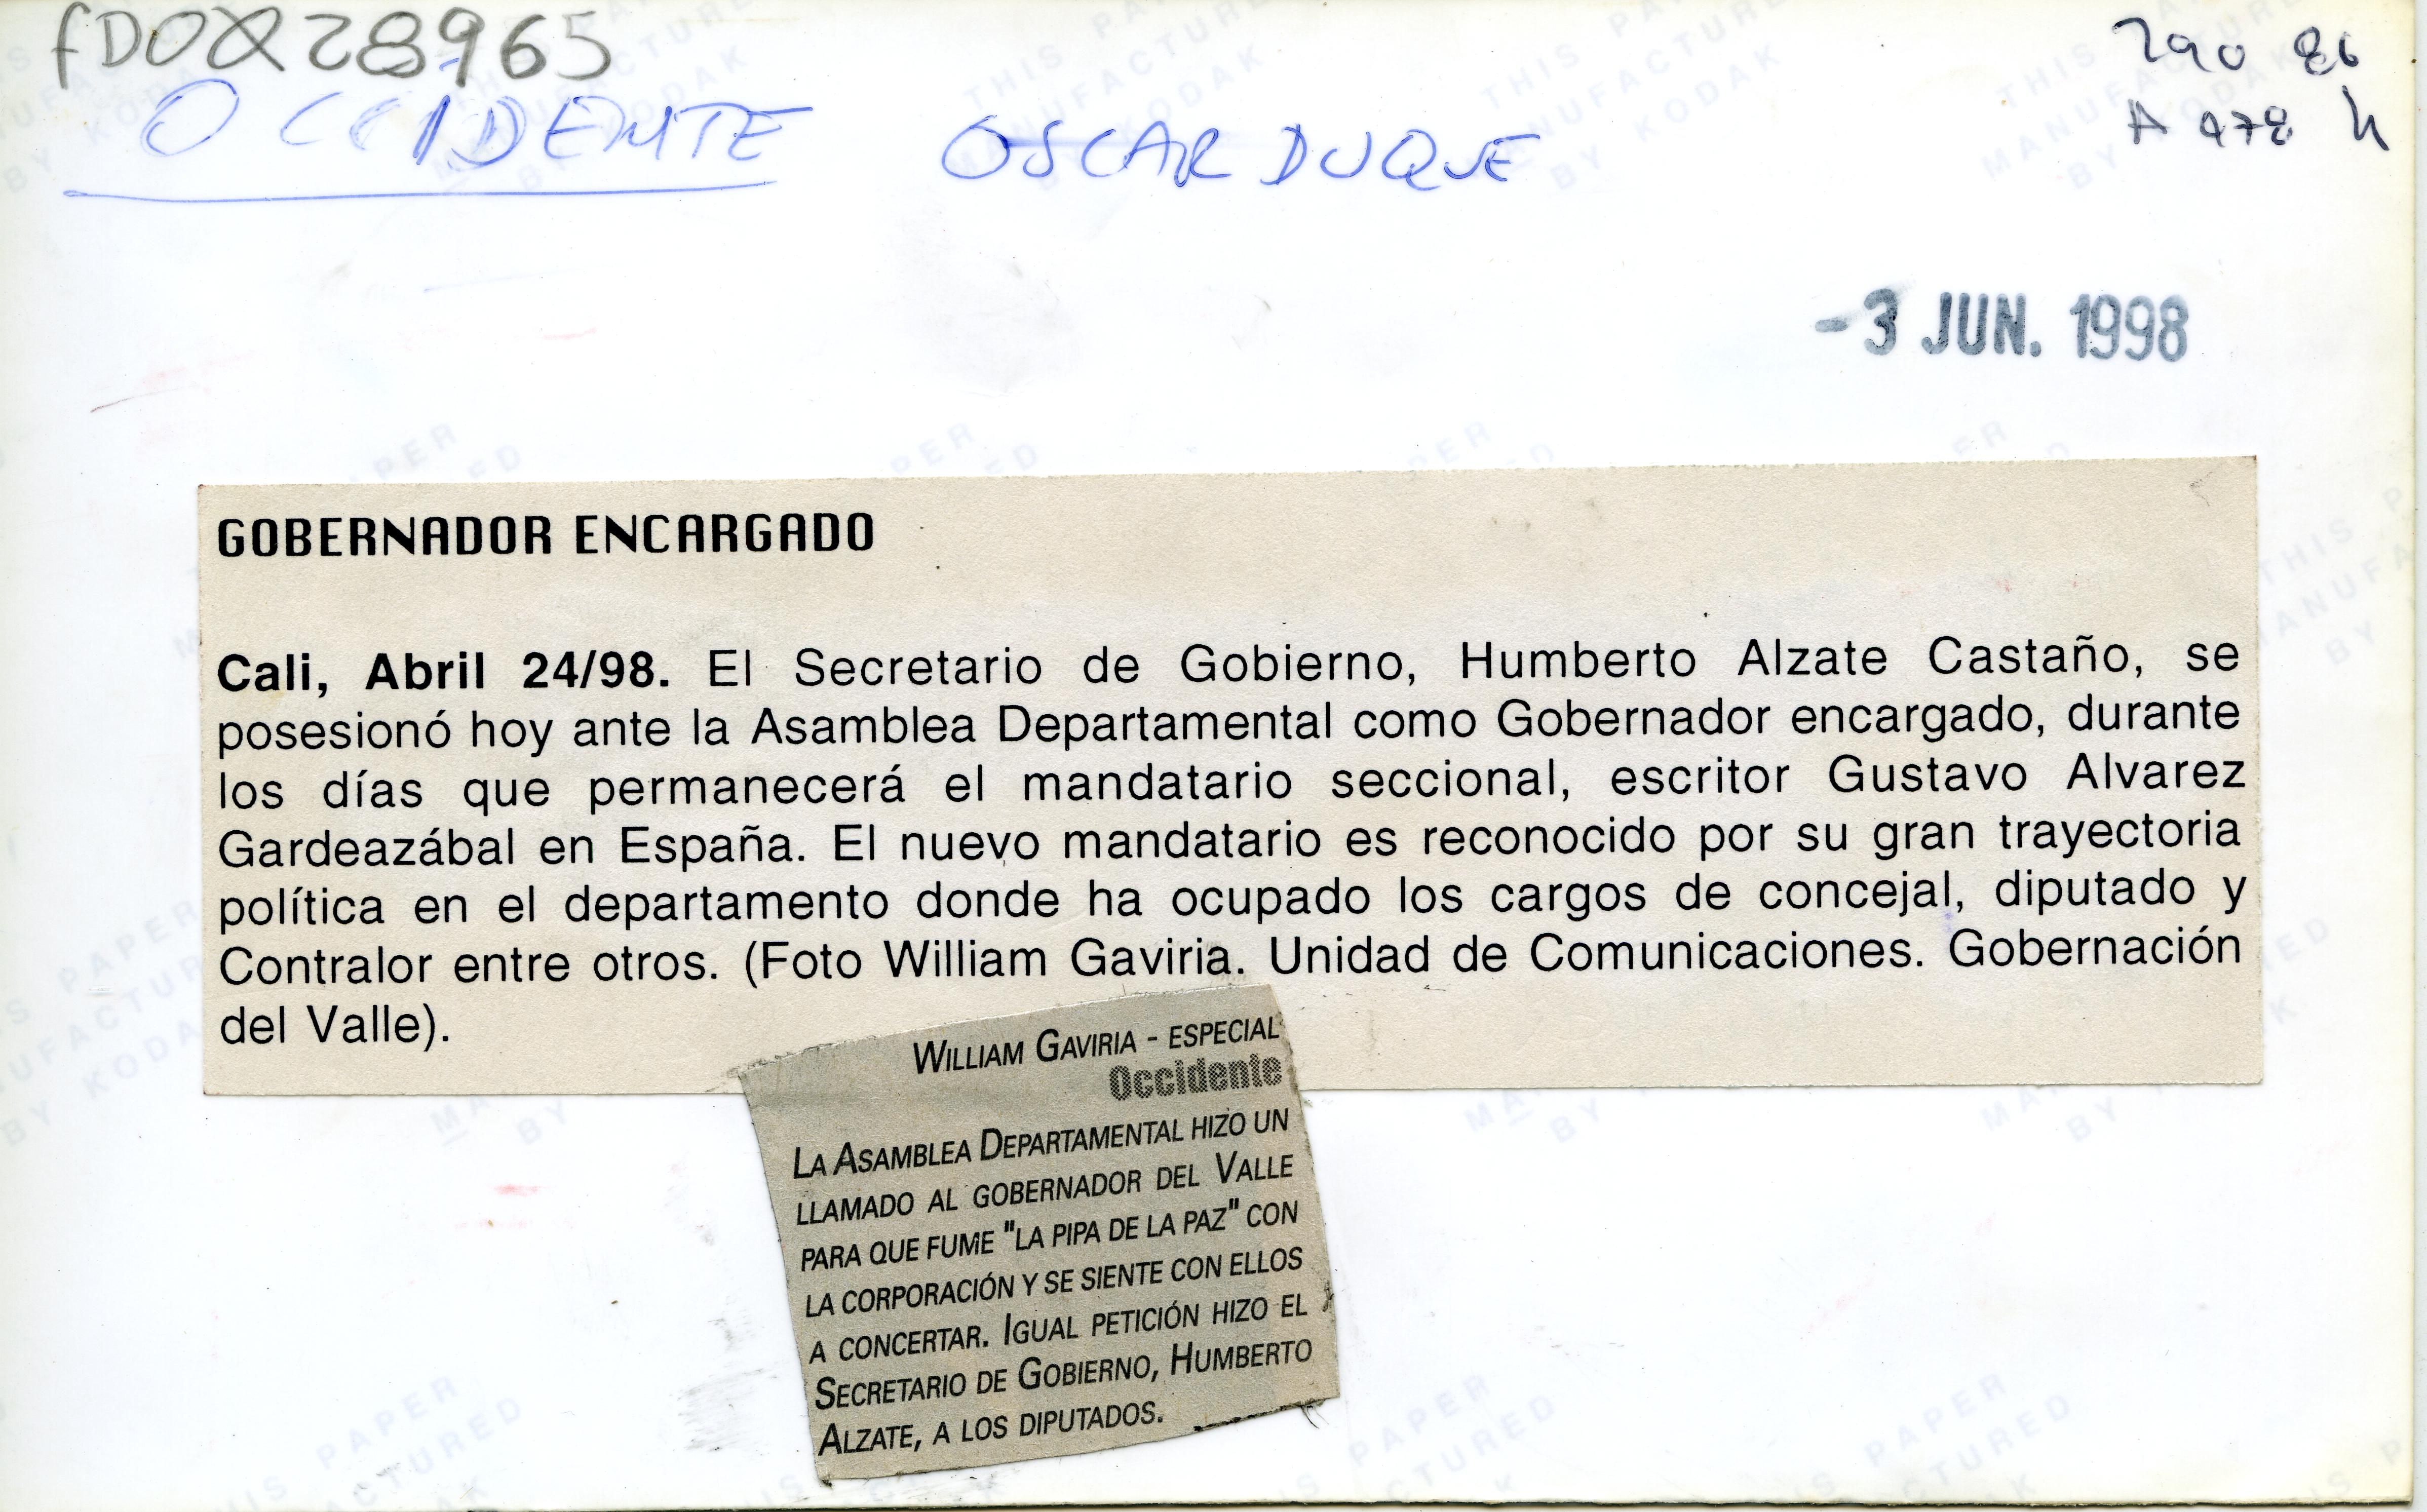 fDOX28965
OCCIDENTE
OSCAR DUQUE
A 478 h
-3 JUN. 1998
GOBERNADOR ENCARGADO
Cali, Abril 24/98. El Secretario de Gobierno, Humberto Alzate Castaño, se
posesionó hoy ante la Asamblea Departamental como Gobernador encargado, durante
los días que permanecerá el mandatario seccional, escritor Gustavo Alvarez
Gardeazábal en España. El nuevo mandatario es reconocido por su gran trayectoria
política en el departamento donde ha ocupado los cargos de concejal, diputado y
Contralor entre otros. (Foto William Gaviria. Unidad de Comunicaciones. Gobernación
del Valle).
WILLIAM GAVIRIA - ESPECIAL
Occidente
LA ASAMBLEA DEPARTAMENTAL HIZO UN
LLAMADO AL GOBERNADOR DEL VALLE
PARA QUE FUME "LA PIPA DE LA PAZ" CON
LA CORPORACIÓN Y SE SIENTE CON ELLOS
A CONCERTAR. IGUAL PETICIÓN HIZO EL
SECRETARIO DE GOBIERNO, HUMBERTO
ALZATE, A LOS DIPUTADOS.
THIS PAPER
MANUFACTURED
BY KODAK